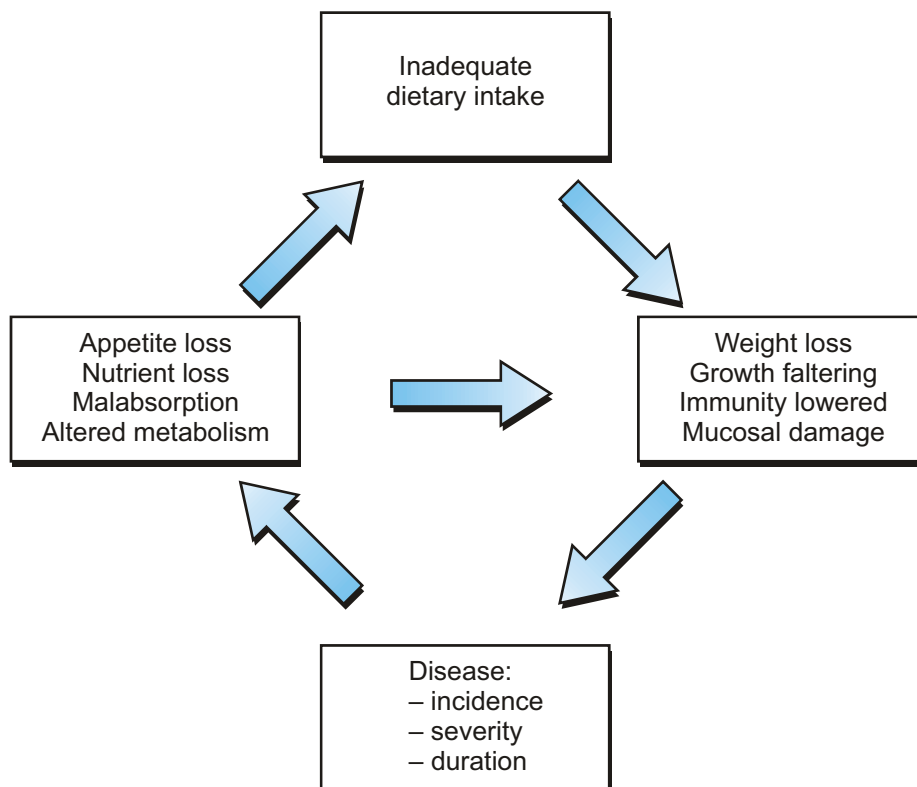 Inadequate
dietary intake
Appetite loss
Nutrient loss
Malabsorption
Altered metabolism
Weight loss
Growth faltering
Immunity lowered
Mucosal damage
Disease:
– incidence
– severity
– duration